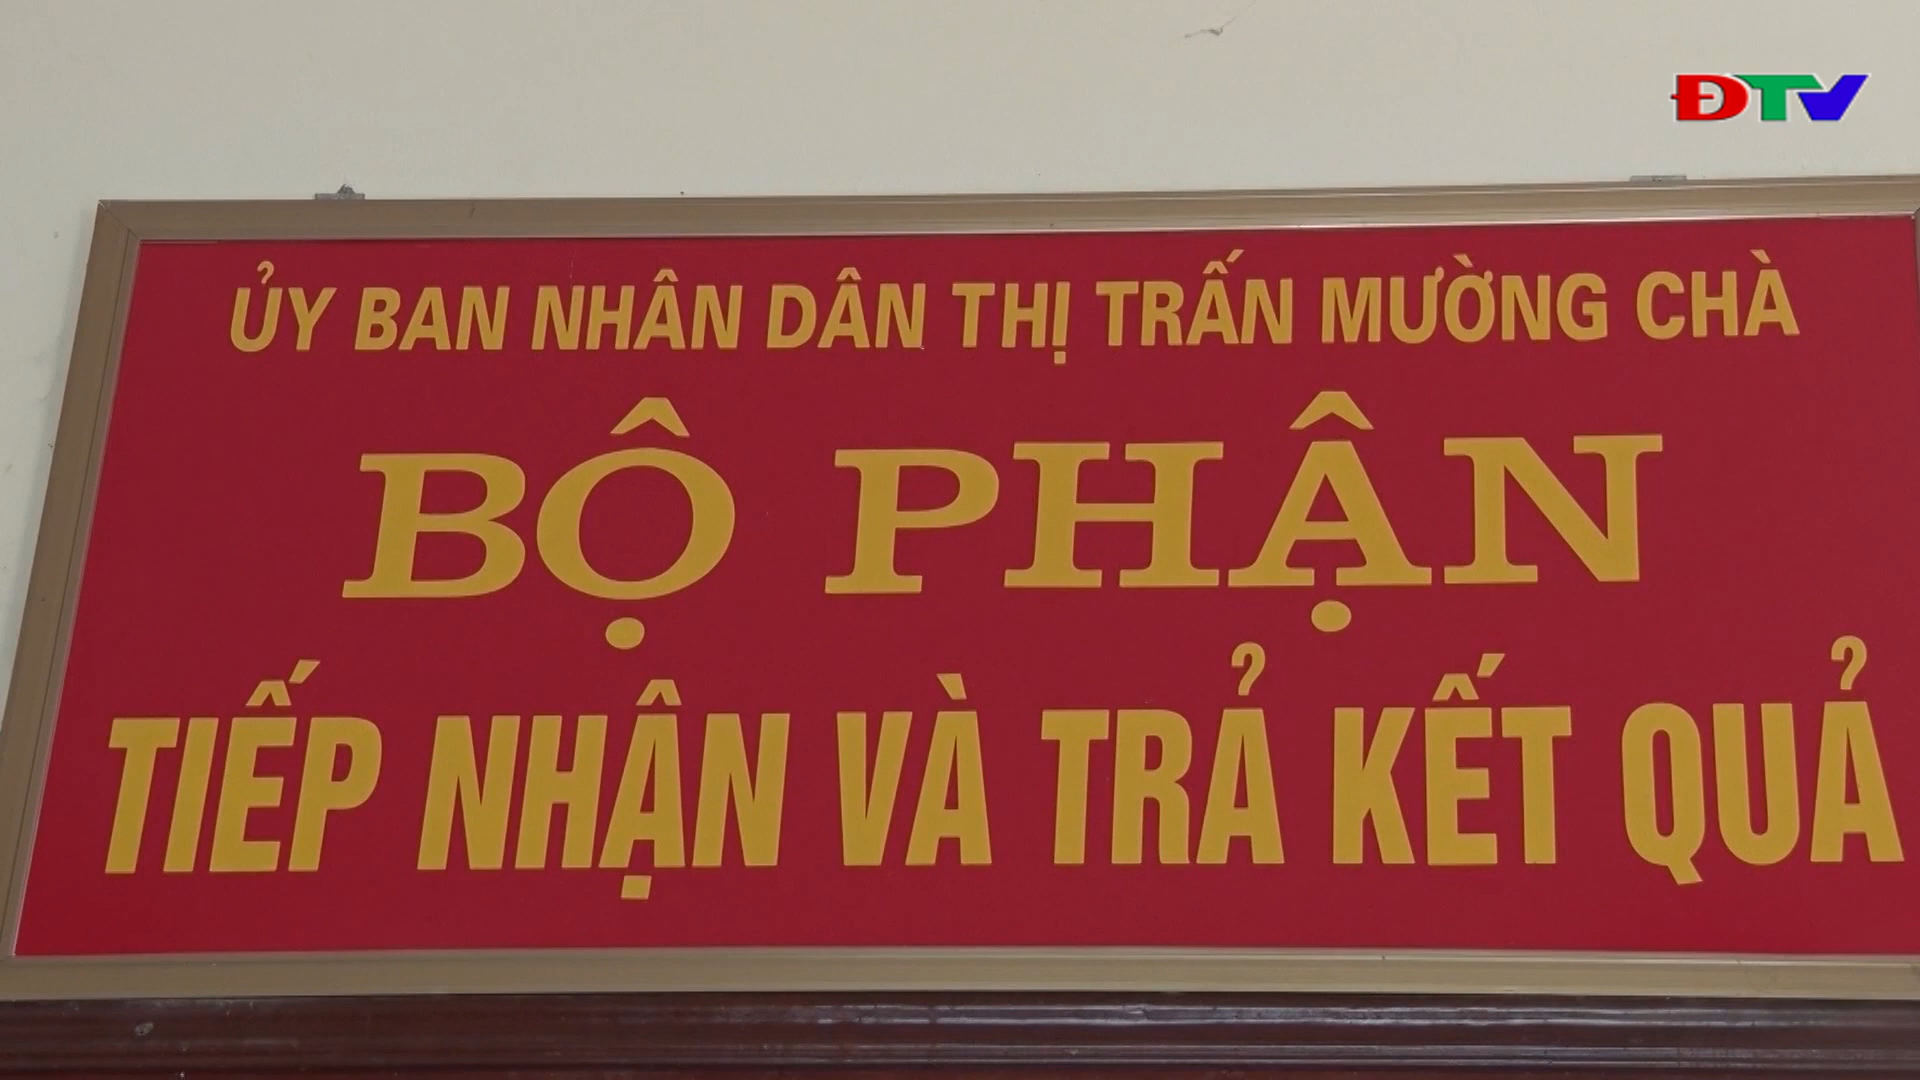 ĐTV
ỦY BAN NHÂN DÂN THỊ TRẤN MƯỜNG CHÀ
BỘ PHẬN
TIẾP NHẬN VÀ TRẢ KẾT QUẢ